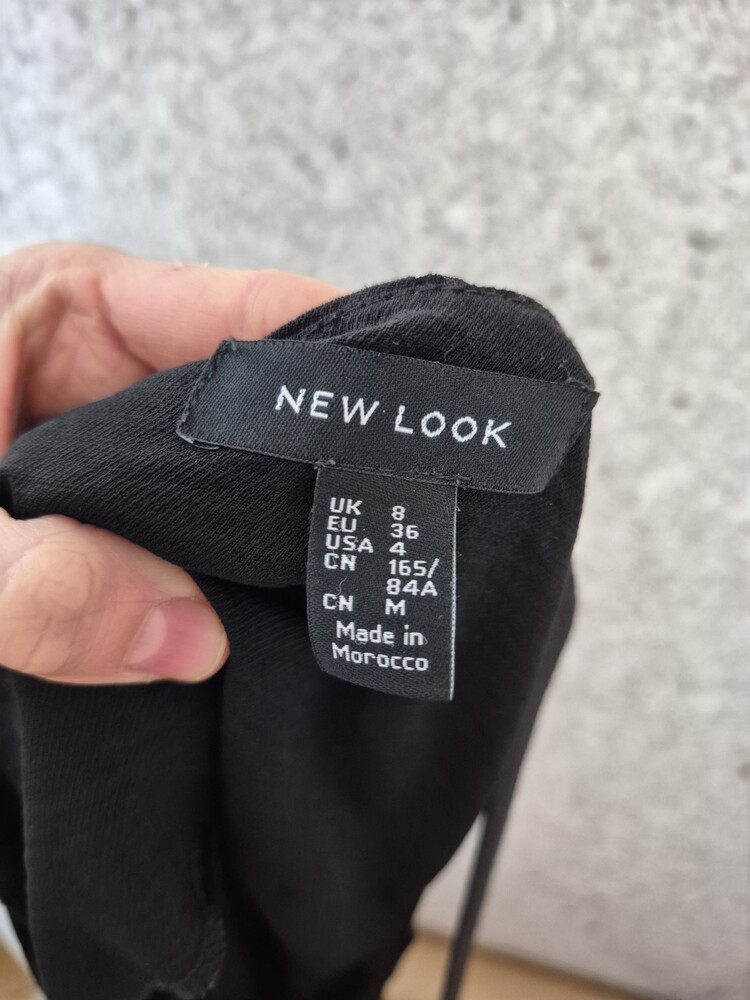 NEW LOOK
UK 8
EU 36
USA 4
CN 165/
84A
CN M
Made in
Morocco